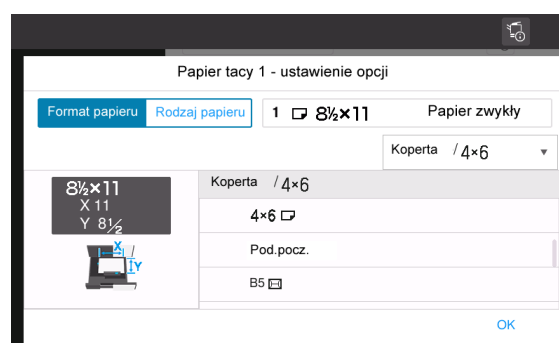 Papier tacy 1 - ustawienie opcji
Format papieru Rodzaj papieru 1 8½×11 Papier zwykły
Koperta / 4×6
8½×11
X 11
Y 8½
X
Y
Koperta / 4×6
4×6
Pod.pocz.
B5
OK